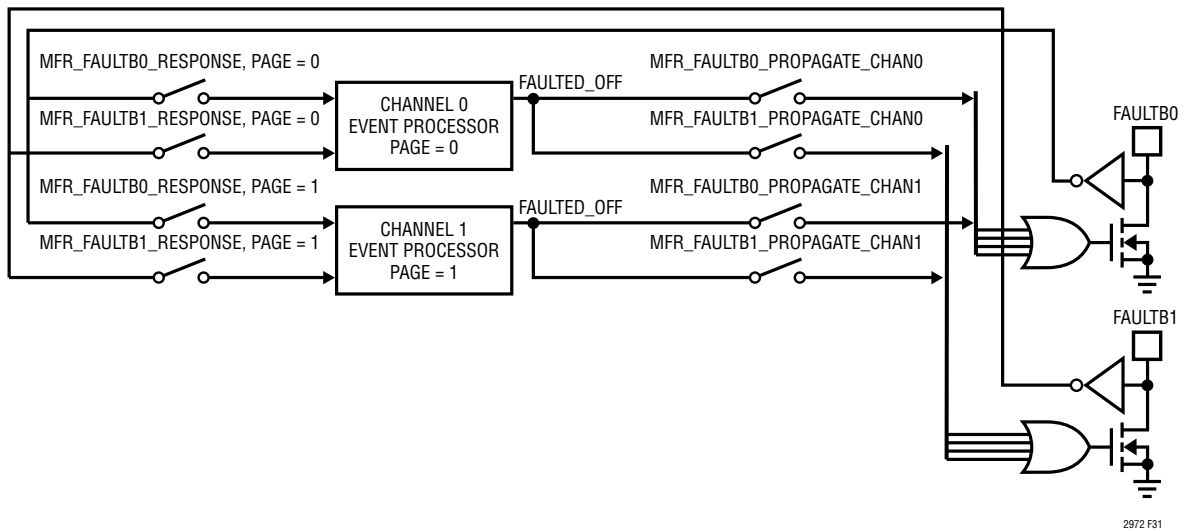 MFR_FAULTB0_RESPONSE, PAGE = 0
MFR_FAULTB0_PROPAGATE_CHAN0
FAULTED_OFF
CHANNEL 0
EVENT PROCESSOR
PAGE = 0
FAULTB0
MFR_FAULTB1_RESPONSE, PAGE = 0
MFR_FAULTB1_PROPAGATE_CHAN0
MFR_FAULTB0_RESPONSE, PAGE = 1
MFR_FAULTB0_PROPAGATE_CHAN1
FAULTED_OFF
CHANNEL 1
EVENT PROCESSOR
PAGE = 1
MFR_FAULTB1_RESPONSE, PAGE = 1
MFR_FAULTB1_PROPAGATE_CHAN1
FAULTB1
2972 F31